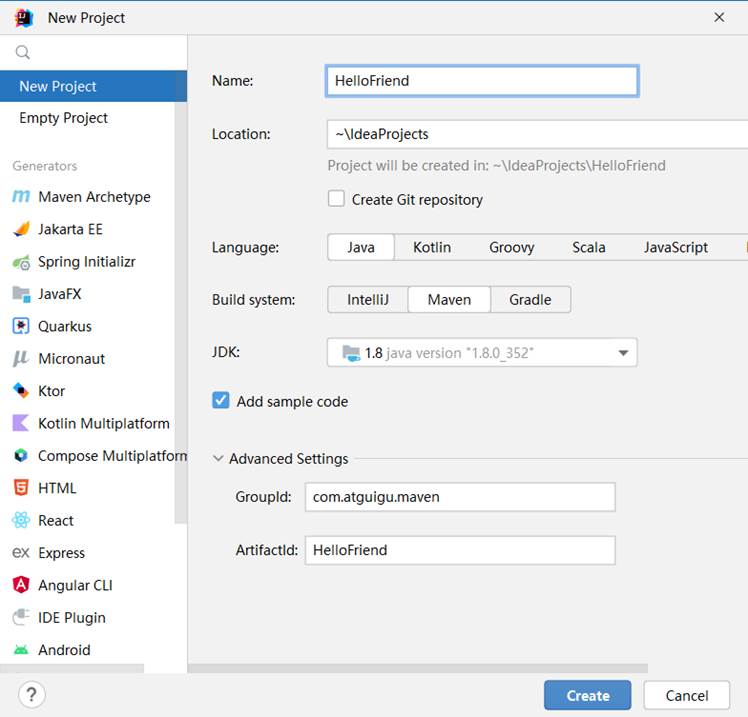 New Project
New Project
Empty Project
Generators
Maven Archetype
Jakarta EE
Spring Initializr
JavaFX
Quarkus
Micronaut
Ktor
Kotlin Multiplatform
Compose Multiplatform
HTML
React
ex Express
Angular CLI
IDE Plugin
Android
Name: HelloFriend
Location: ~\IdeaProjects
Project will be created in: ~\IdeaProjects\HelloFriend
Create Git repository
Language: Java Kotlin Groovy Scala JavaScript
Build system: IntelliJ Maven Gradle
JDK: 1.8 java version "1.8.0_352"
Add sample code
Advanced Settings
GroupId: com.atguigu.maven
ArtifactId: HelloFriend
? Create Cancel